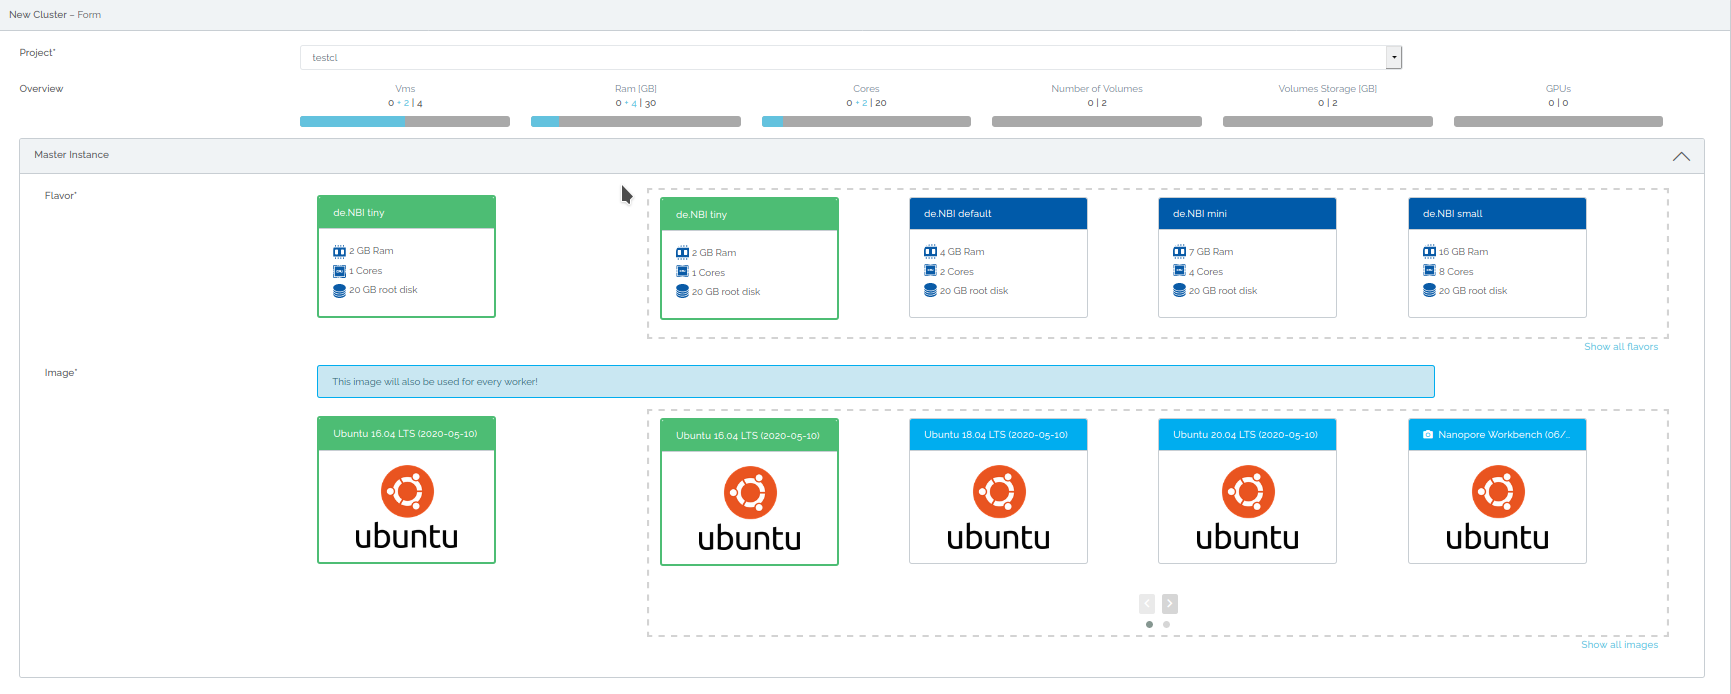 New Cluster – Form
Project*
testcl
Overview
Vms
0 + 2 | 4
Ram [GB]
0 + 4 | 30
Cores
0 + 2 | 20
Number of Volumes
0 | 2
Volumes Storage [GB]
0 | 2
GPUs
0 | 0
Master Instance
Flavor*
de.NBI tiny
2 GB Ram
1 Cores
20 GB root disk
de.NBI tiny
2 GB Ram
1 Cores
20 GB root disk
de.NBI default
4 GB Ram
2 Cores
20 GB root disk
de.NBI mini
7 GB Ram
4 Cores
20 GB root disk
de.NBI small
16 GB Ram
8 Cores
20 GB root disk
Show all flavors
Image*
This image will also be used for every worker!
Ubuntu 16.04 LTS (2020-05-10)
ubuntu
Ubuntu 16.04 LTS (2020-05-10)
ubuntu
Ubuntu 18.04 LTS (2020-05-10)
ubuntu
Ubuntu 20.04 LTS (2020-05-10)
ubuntu
Nanopore Workbench (06/...
ubuntu
Show all images